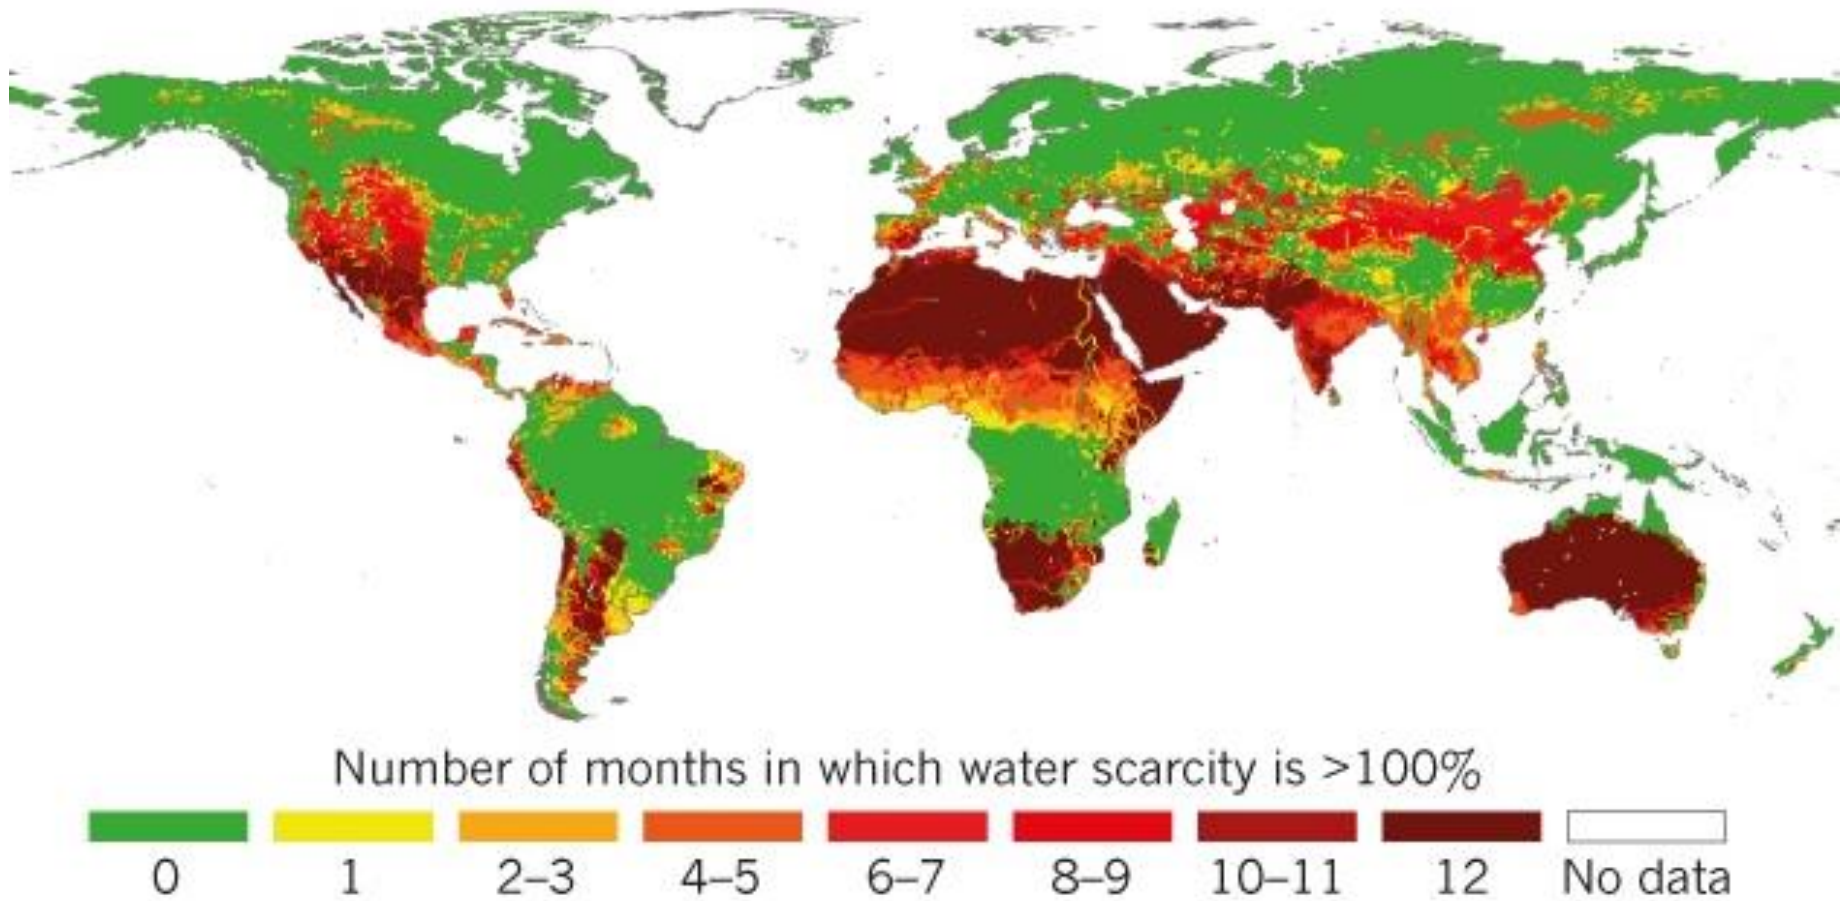 Number of months in which water scarcity is >100%
0 1 2–3 4–5 6–7 8–9 10–11 12 No data